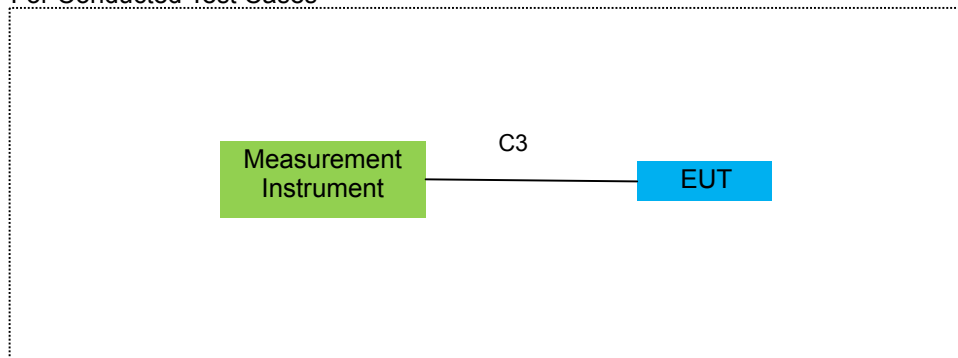 For Conducted Test Cases
C3
Measurement
Instrument
EUT